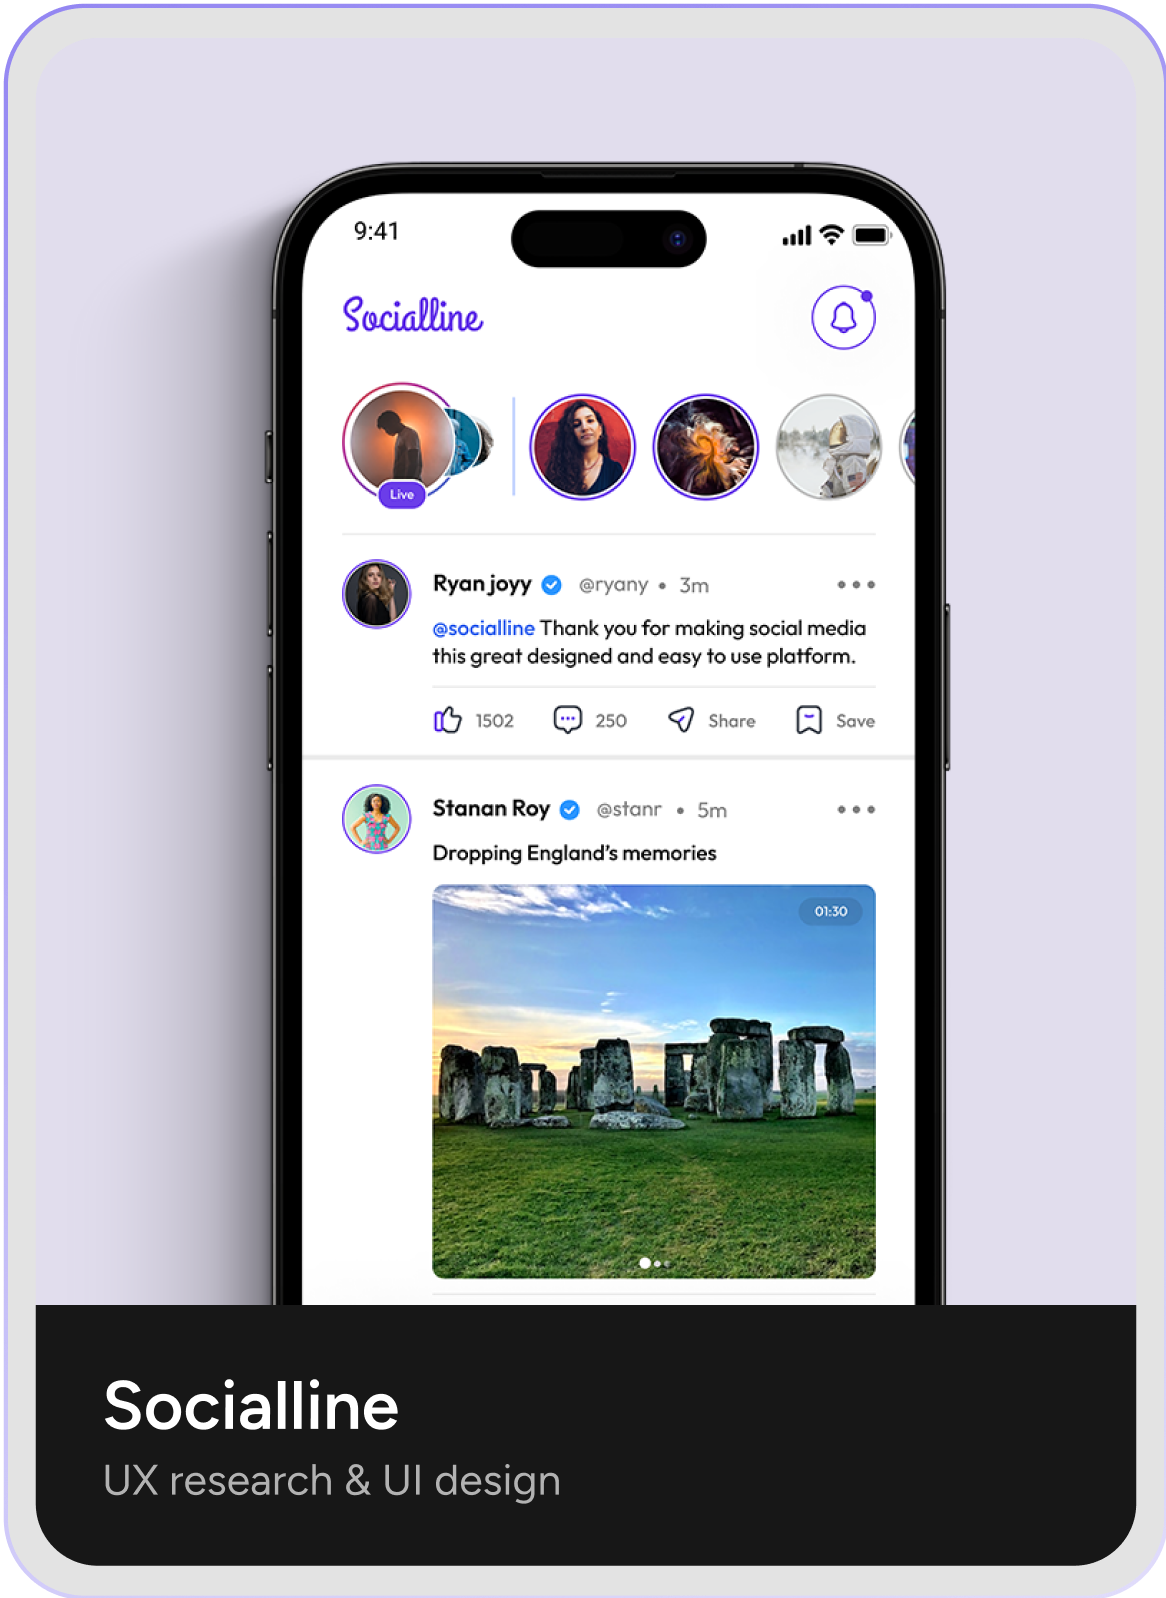 9:41
Socialline
Live
Ryan joyy @ryany • 3m
@socialline Thank you for making social media
this great designed and easy to use platform.
1502 250 Share Save
Stanan Roy @stanr • 5m
Dropping England’s memories
01:30
Socialline
UX research & UI design